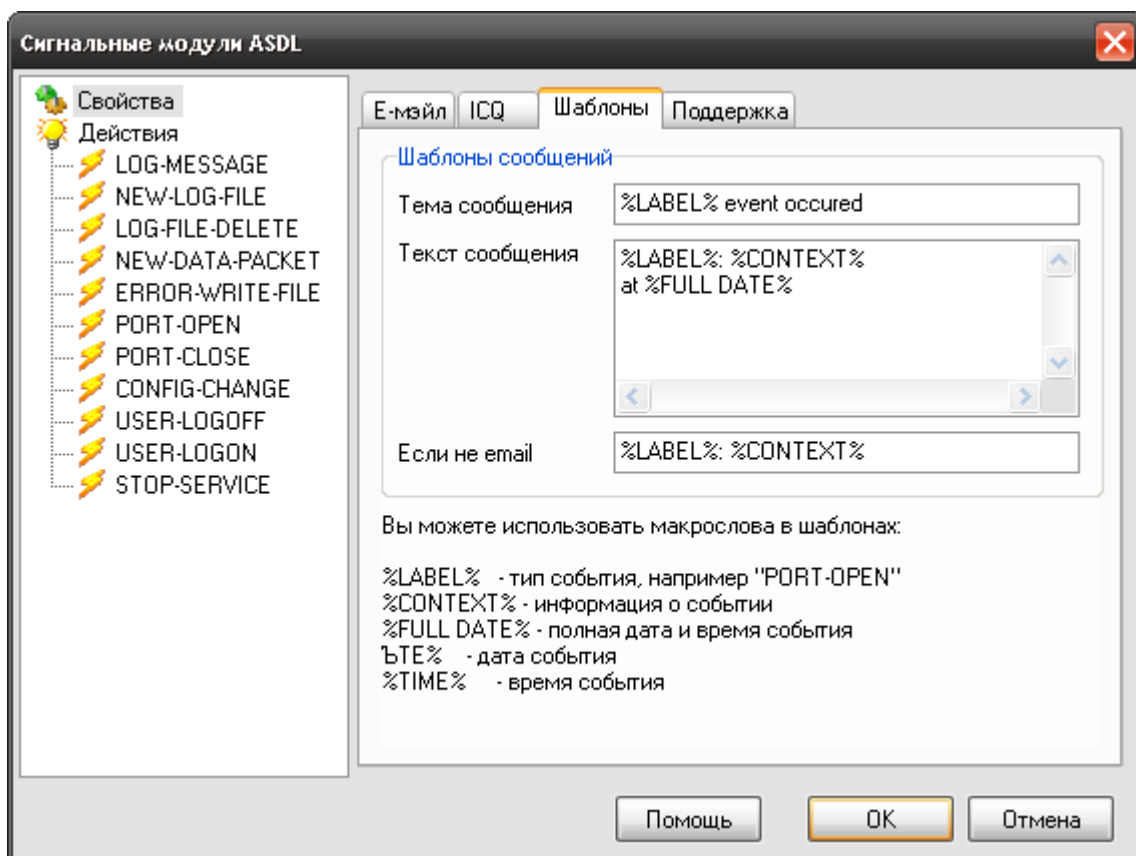 Сигнальные модули ASDL
Свойства
Действия
LOG-MESSAGE
NEW-LOG-FILE
LOG-FILE-DELETE
NEW-DATA-PACKET
ERROR-WRITE-FILE
PORT-OPEN
PORT-CLOSE
CONFIG-CHANGE
USER-LOGOFF
USER-LOGON
STOP-SERVICE
Е-мэйл ICQ Шаблоны Поддержка
Шаблоны сообщений
Тема сообщения %LABEL% event occured
Текст сообщения %LABEL%: %CONTEXT%
at %FULL DATE%
Если не email %LABEL%: %CONTEXT%
Вы можете использовать макрослова в шаблонах:
%LABEL% - тип события, например "PORT-OPEN"
%CONTEXT% - информация о событии
%FULL DATE% - полная дата и время события
ЪTE% - дата события
%TIME% - время события
Помощь OK Отмена